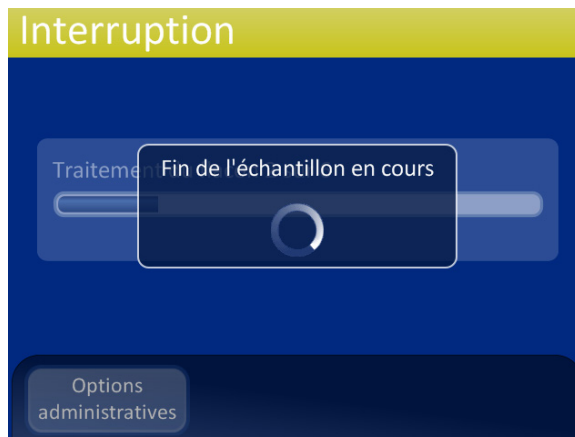 Interruption
Traitement
Fin de l'échantillon en cours
Options
administratives